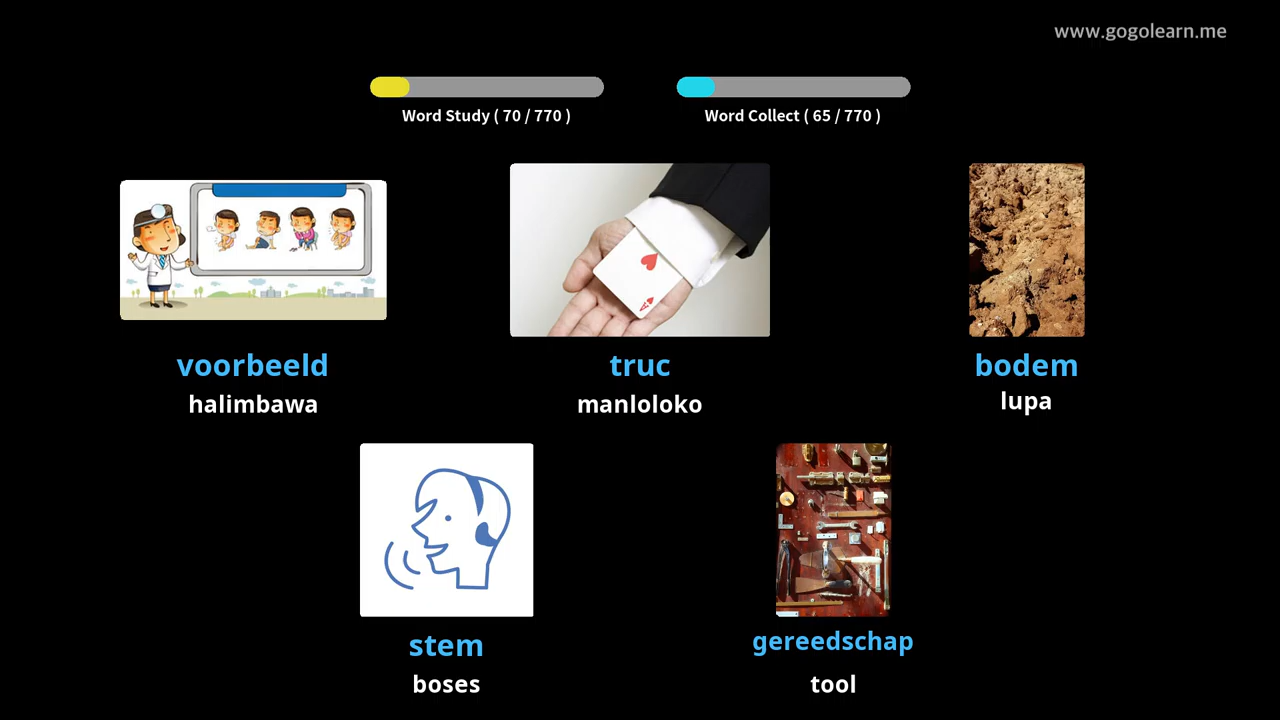 www.gogolearn.me
Word Study ( 70 / 770 )
Word Collect ( 65 / 770 )
voorbeeld
halimbawa
truc
manloloko
bodem
lupa
stem
boses
gereedschap
tool